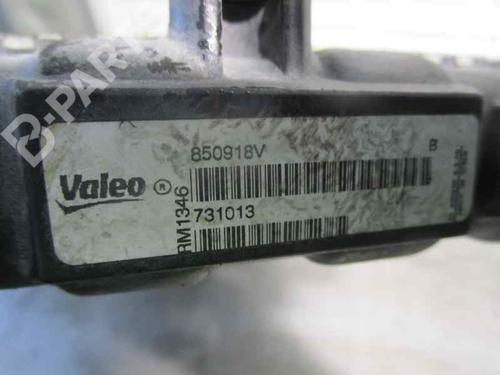 B-PARTS
850918V
B
Valeo ®
RM1346
731013